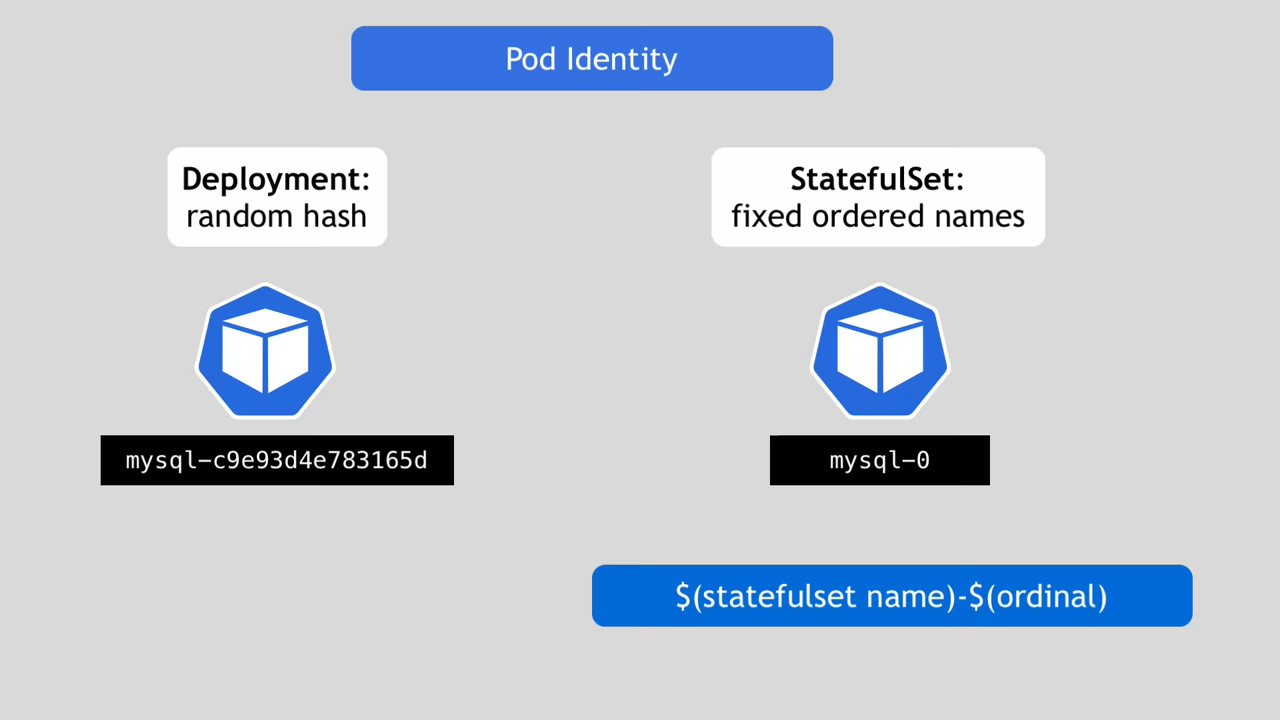 Pod Identity
Deployment:
random hash
StatefulSet:
fixed ordered names
mysql-c9e93d4e783165d
mysql-0
$(statefulset name)-$(ordinal)